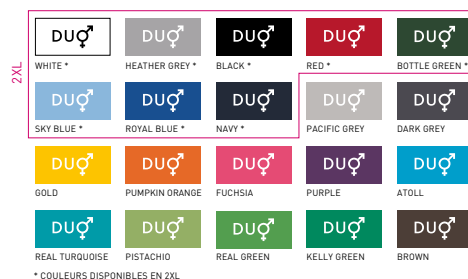 2XL
DUO DUO DUO DUO DUO
WHITE * HEATHER GREY * BLACK * RED * BOTTLE GREEN *
DUO DUO DUO DUO DUO
SKY BLUE * ROYAL BLUE * NAVY * PACIFIC GREY DARK GREY
DUO DUO DUO DUO DUO
GOLD PUMPKIN ORANGE FUCHSIA PURPLE ATOLL
DUO DUO DUO DUO DUO
REAL TURQUOISE PISTACHIO REAL GREEN KELLY GREEN BROWN
* COULEURS DISPONIBLES EN 2XL